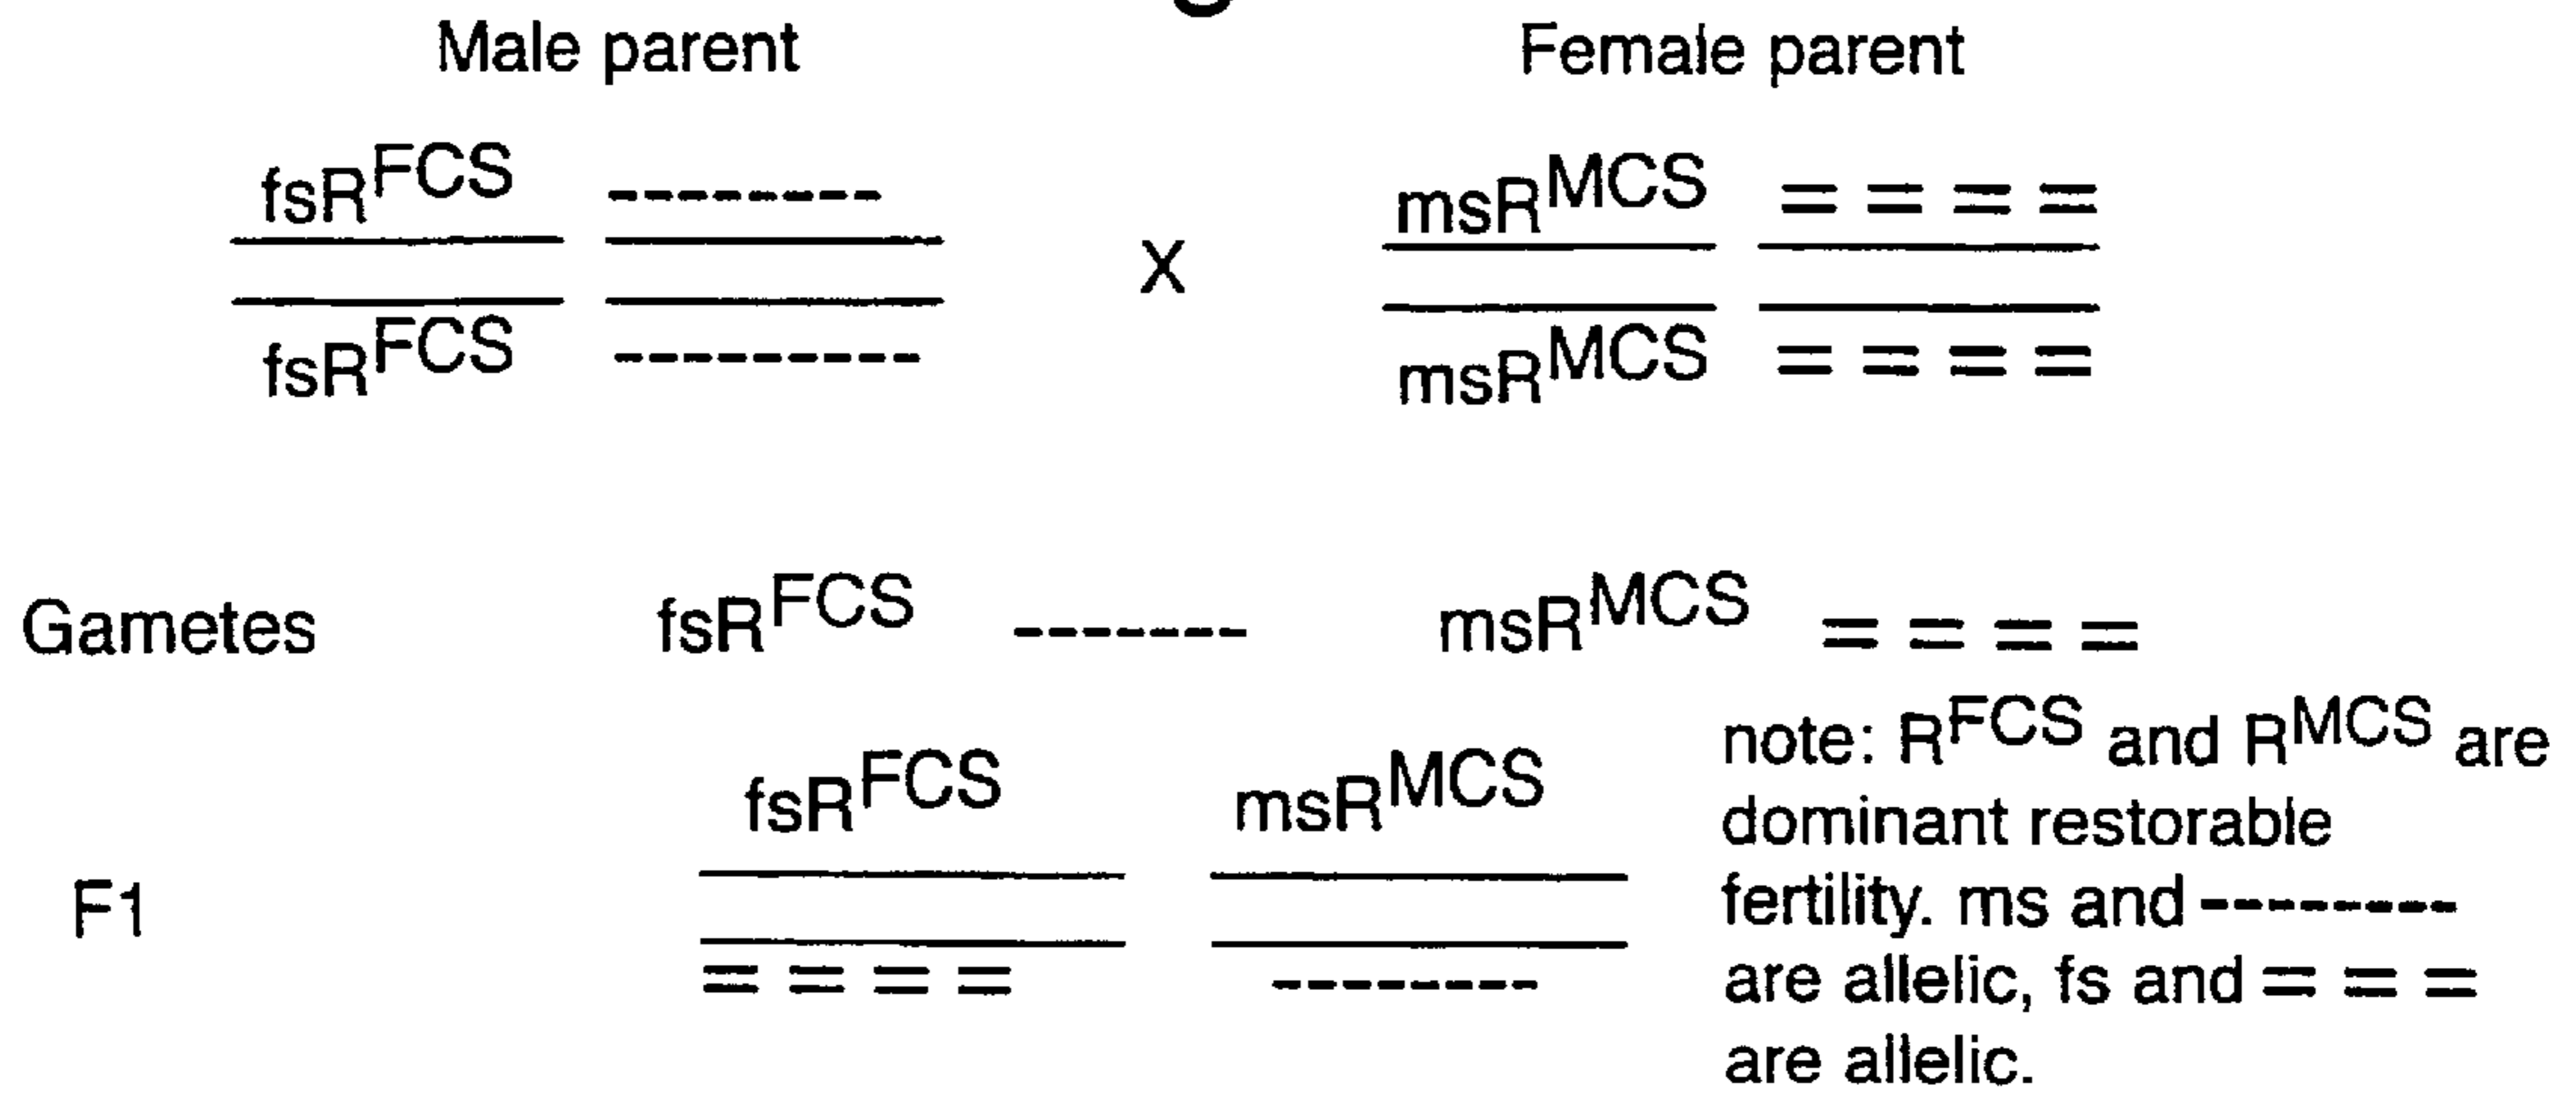 Male parent Female parent
fsR^FCS -------- msR^MCS = = = =
x
fsR^FCS --------- msR^MCS = = = =
Gametes fsR^FCS ------- msR^MCS = = = =
note: R^FCS and R^MCS are
fsR^FCS msR^MCS dominant restorable
F1 fertility. ms and --------
= = = = -------- are allelic, fs and = = =
are allelic.